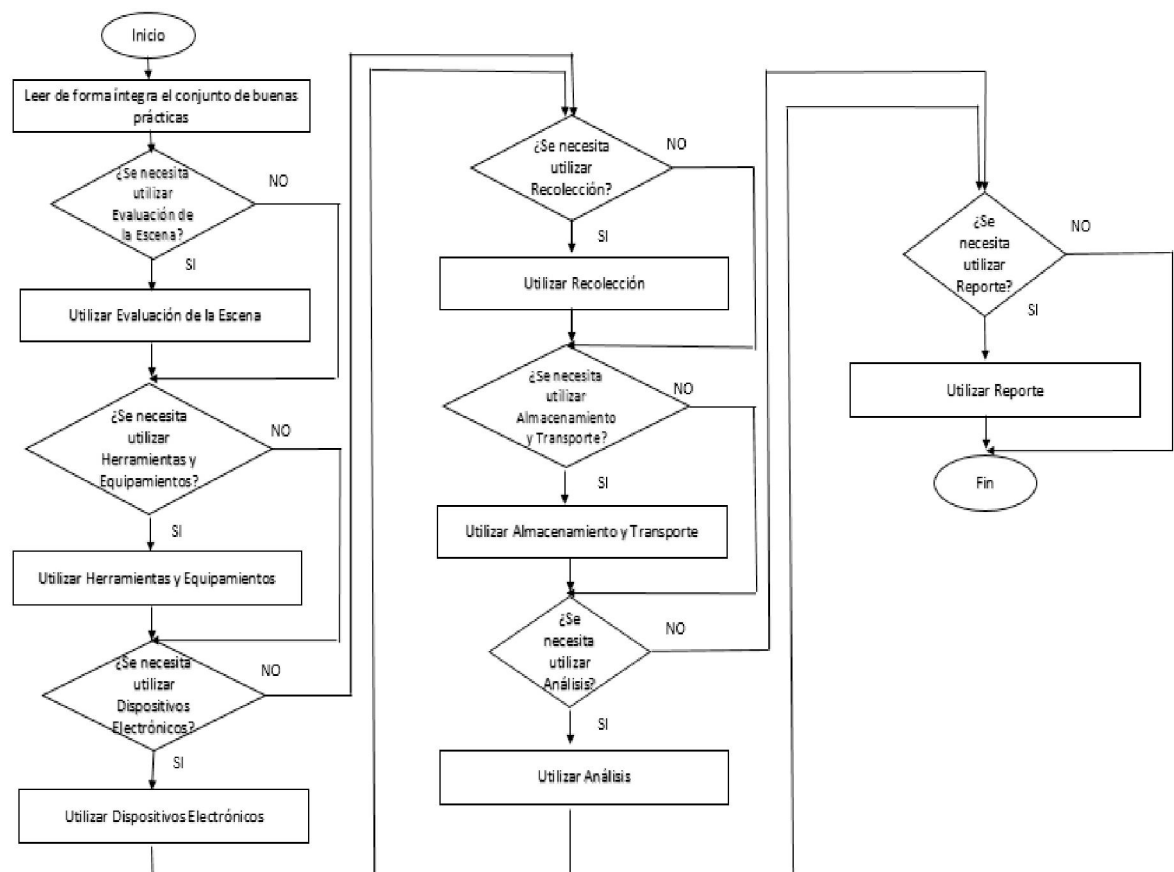 Inicio
Leer de forma íntegra el conjunto de buenas
prácticas
¿Se necesita
utilizar
Evaluación de
la Escena?
NO
SI
Utilizar Evaluación de la Escena
¿Se necesita
utilizar
Herramientas y
Equipamientos?
NO
SI
Utilizar Herramientas y Equipamientos
¿Se necesita
utilizar
Dispositivos
Electrónicos?
NO
SI
Utilizar Dispositivos Electrónicos
¿Se necesita
utilizar
Recolección?
NO
SI
Utilizar Recolección
¿Se necesita
utilizar
Almacenamiento
y Transporte?
NO
SI
Utilizar Almacenamiento y Transporte
¿Se
necesita
utilizar
Análisis?
NO
SI
Utilizar Análisis
¿Se
necesita
utilizar
Reporte?
NO
SI
Utilizar Reporte
Fin